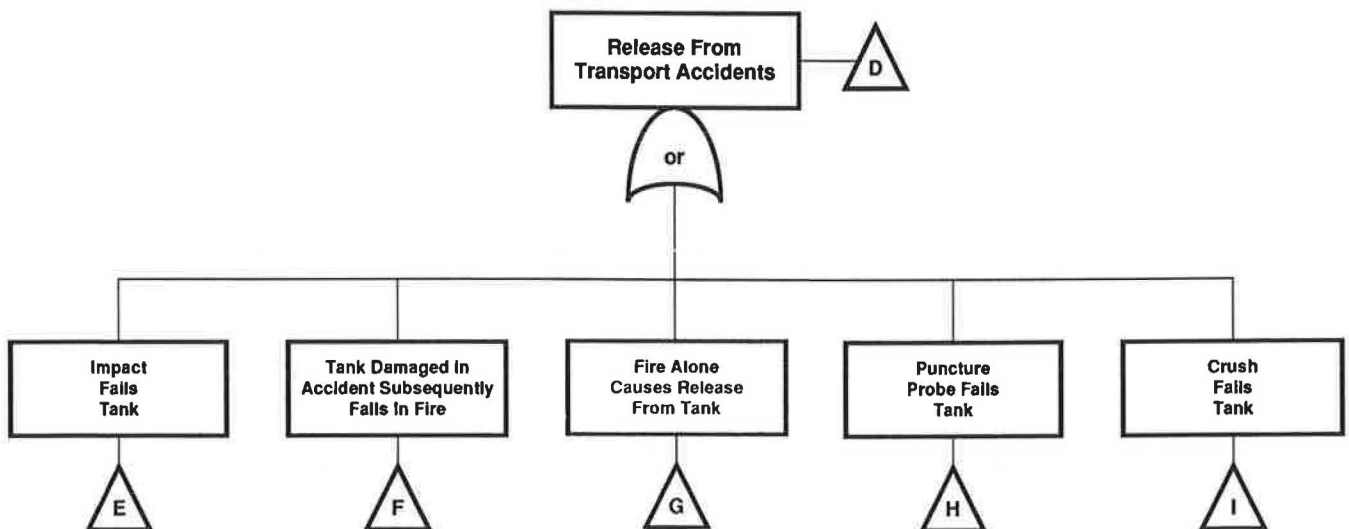 Release From
Transport Accidents
D
or
Impact
Fails
Tank
Tank Damaged in
Accident Subsequently
Fails in Fire
Fire Alone
Causes Release
From Tank
Puncture
Probe Fails
Tank
Crush
Fails
Tank
E
F
G
H
I